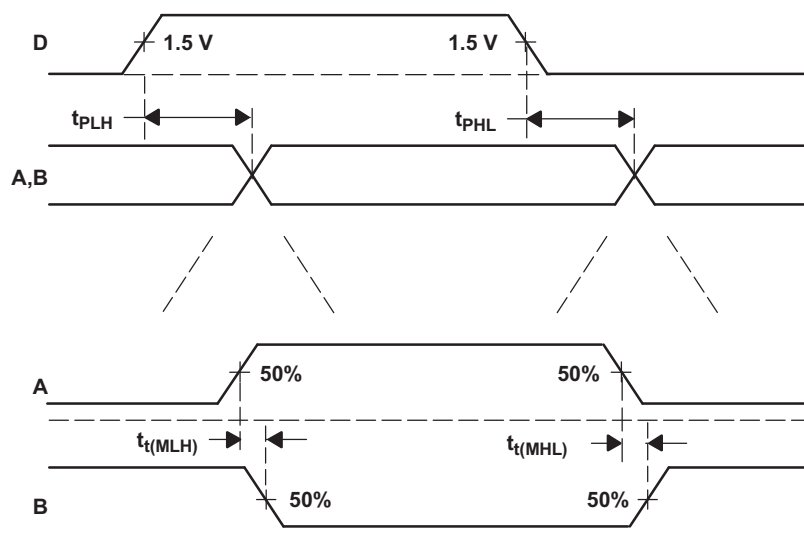 D
1.5 V 1.5 V
tPLH tPHL
A,B
A
50% 50%
tt(MLH) tt(MHL)
B
50% 50%